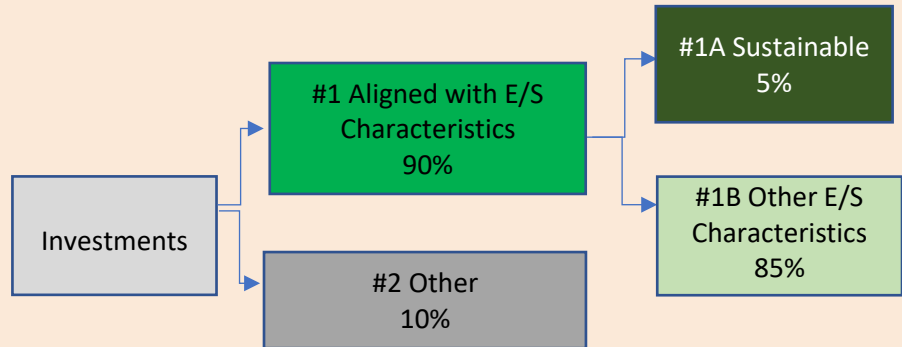 #1A Sustainable
5%
#1 Aligned with E/S
Characteristics
90%
#1B Other E/S
Characteristics
85%
Investments
#2 Other
10%